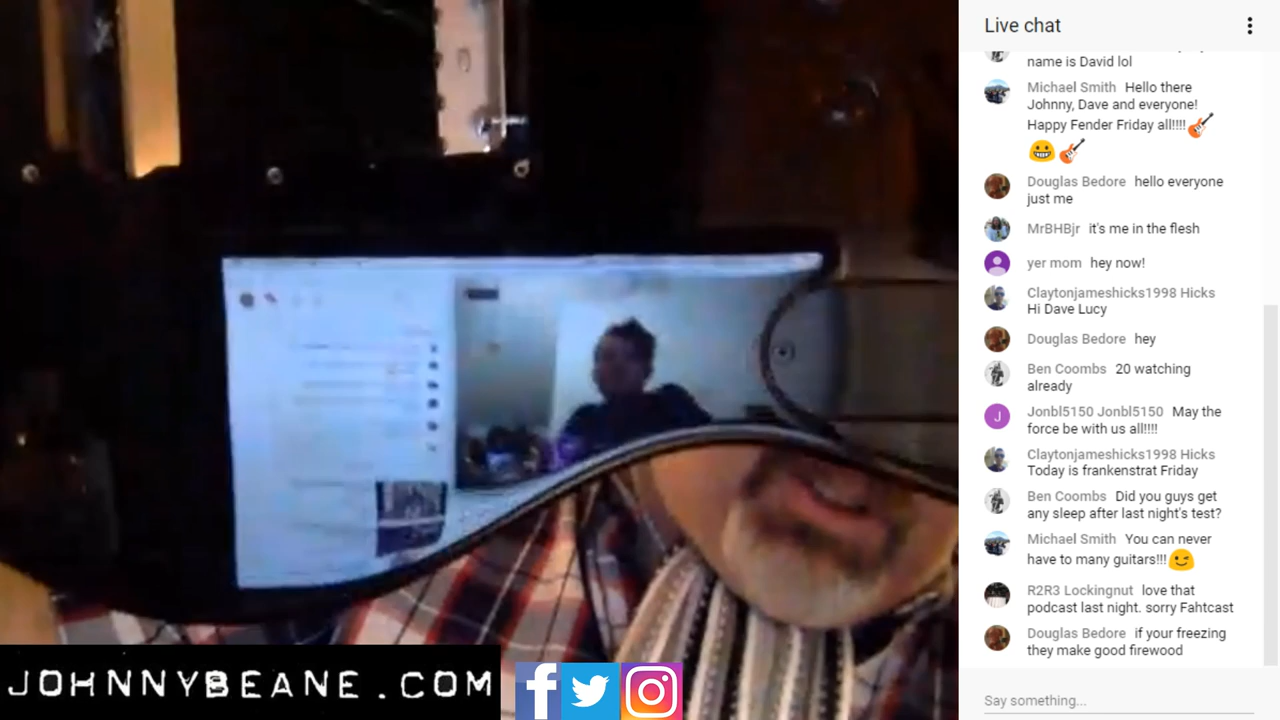 Live chat
name is David lol
Michael Smith Hello there
Johnny, Dave and everyone!
Happy Fender Friday all!!!!🎸
😀🎸
Douglas Bedore hello everyone
just me
MrBHBjr it's me in the flesh
yer mom hey now!
Claytonjameshicks1998 Hicks
Hi Dave Lucy
Douglas Bedore hey
Ben Coombs 20 watching
already
J
Jonbl5150 Jonbl5150 May the
force be with us all!!!!
Claytonjameshicks1998 Hicks
Today is frankenstrat Friday
Ben Coombs Did you guys get
any sleep after last night's test?
Michael Smith You can never
have to many guitars!!!😉
R2R3 Lockingnut love that
podcast last night. sorry Fahtcast
Douglas Bedore if your freezing
they make good firewood
Say something...
JOHNNYBEANE.COM